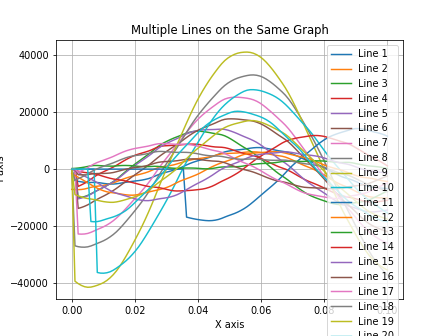 Multiple Lines on the Same Graph
40000
20000
0
−20000
−40000
0.00
0.02
0.04
0.06
X axis
Line 1
Line 2
Line 3
Line 4
Line 5
Line 6
Line 7
Line 8
Line 9
Line 10
Line 11
Line 12
Line 13
Line 14
Line 15
Line 16
Line 17
Line 18
Line 19
Line 20